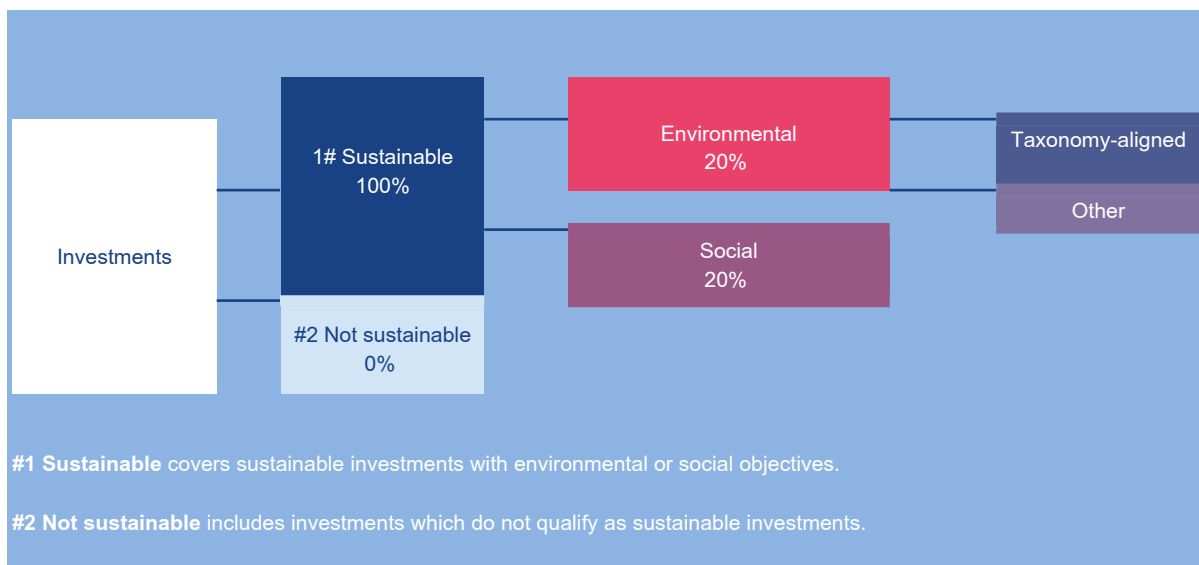 Investments
1# Sustainable
100%
#2 Not sustainable
0%
Environmental
20%
Social
20%
Taxonomy-aligned
Other
#1 Sustainable covers sustainable investments with environmental or social objectives.
#2 Not sustainable includes investments which do not qualify as sustainable investments.